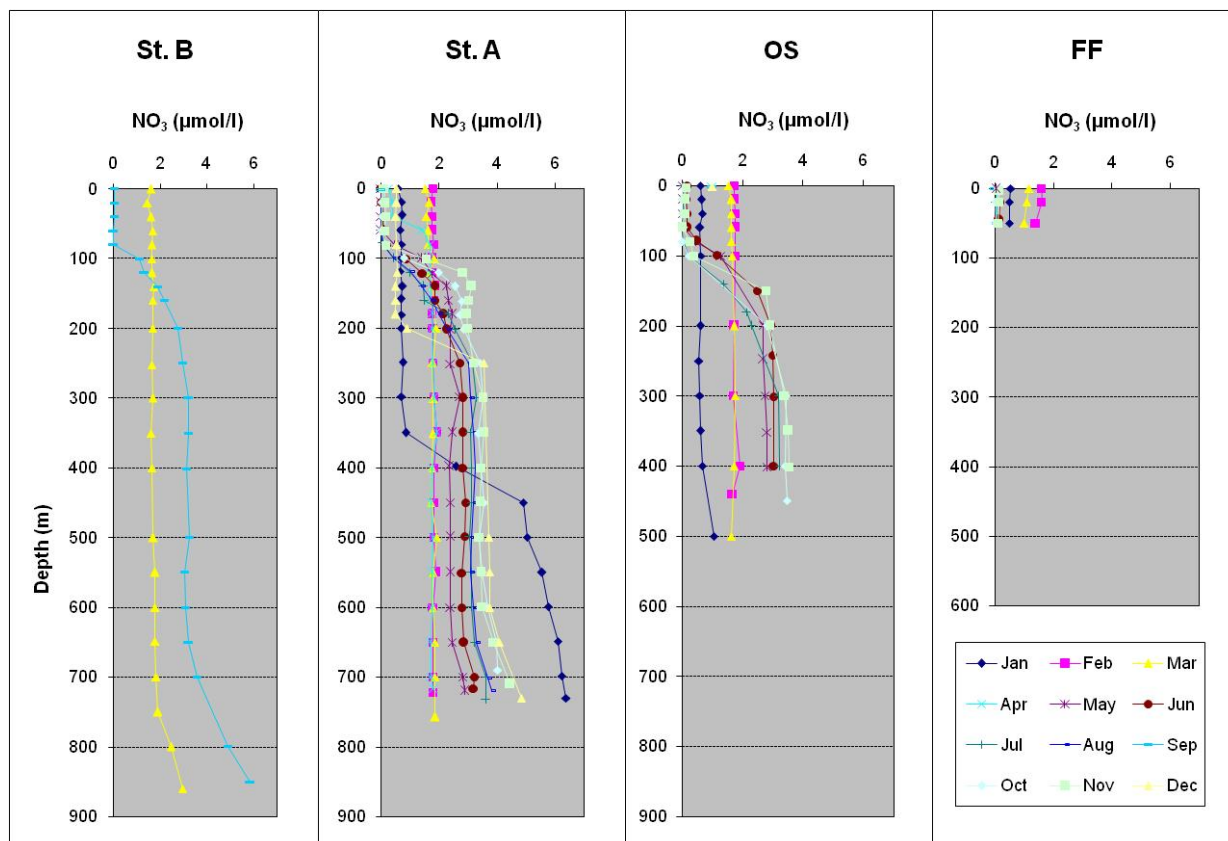 St. B
St. A
OS
FF
NO3 (µmol/l)
NO3 (µmol/l)
NO3 (µmol/l)
NO3 (µmol/l)
0 2 4 6
0 2 4 6
0 2 4 6
0 2 4 6
Depth (m)
0
100
200
300
400
500
600
700
800
900
0
100
200
300
400
500
600
700
800
900
0
100
200
300
400
500
600
700
800
900
0
100
200
300
400
500
600
Jan Feb Mar
Apr May Jun
Jul Aug Sep
Oct Nov Dec